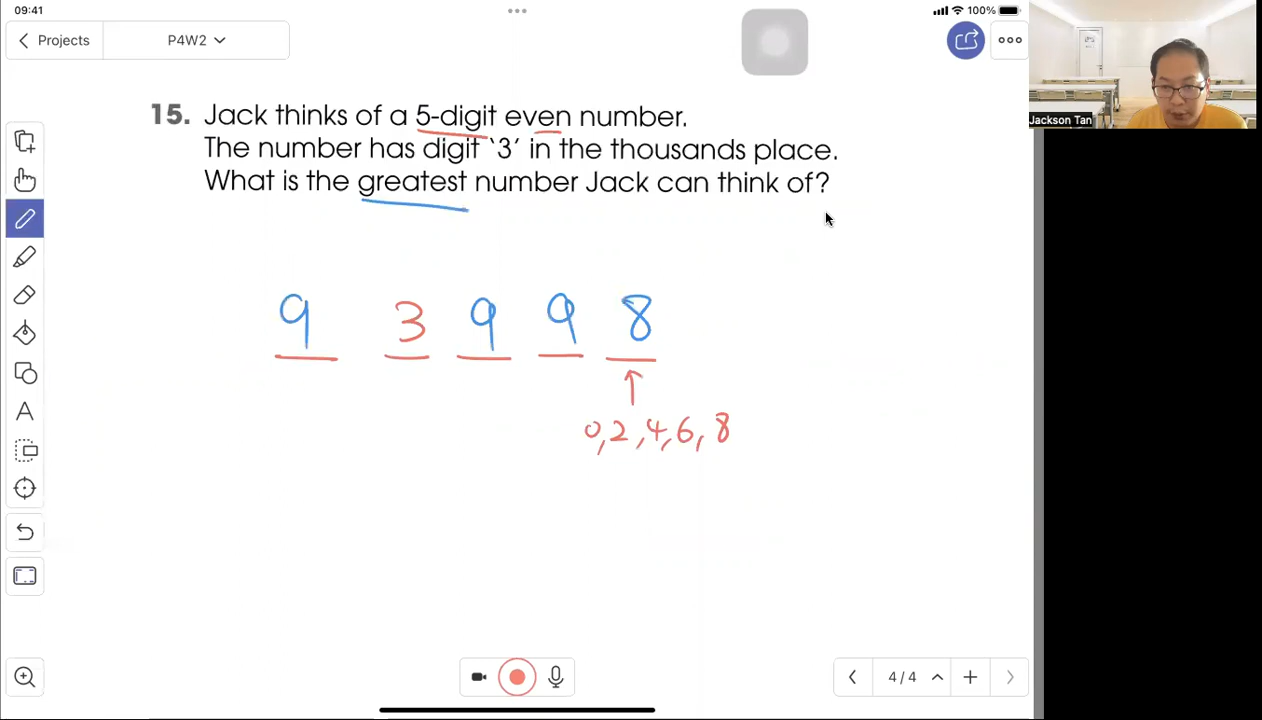 09:41
100%
Projects
P4W2
Jackson Tan
15. Jack thinks of a 5-digit even number.
The number has digit ‘3’ in the thousands place.
What is the greatest number Jack can think of?
9 3 9 9 8
0,2,4,6,8
A
4/4